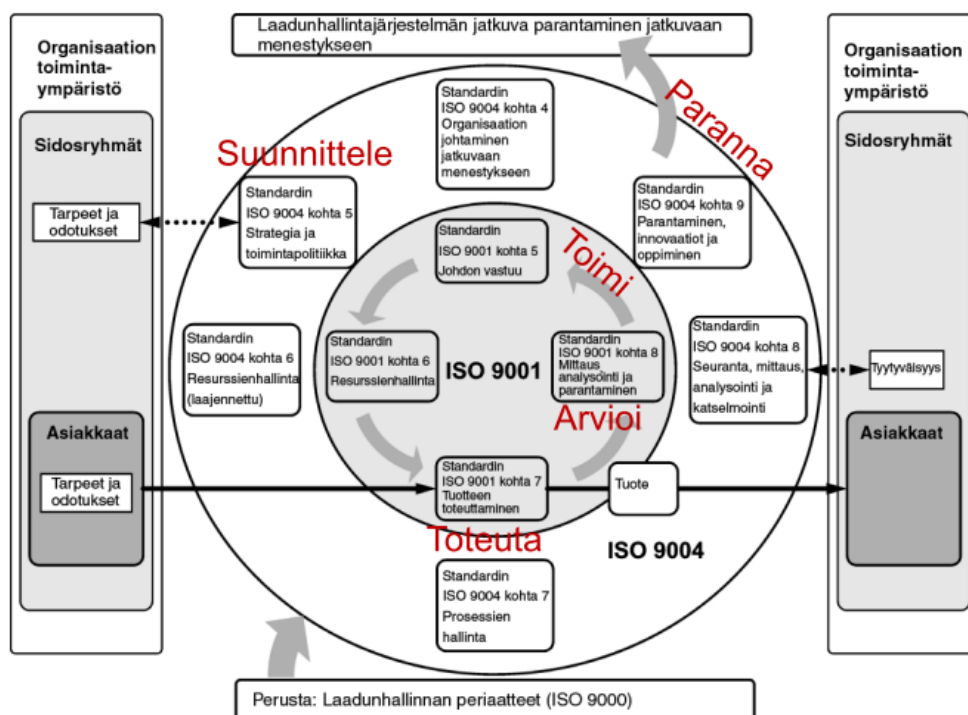 Laadunhallintajärjestelmän jatkuva parantaminen jatkuvaan
menestykseen
Organisaation
toiminta-
ympäristö
Sidosryhmät
Tarpeet ja
odotukset
Asiakkaat
Tarpeet ja
odotukset
Suunnittele
Standardin
ISO 9004 kohta 4
Organisaation
johtaminen
jatkuvaan
menestykseen
Paranna
Standardin
ISO 9004 kohta 5
Strategia ja
toimintapolitiikka
Standardin
ISO 9004 kohta 9
Parantaminen,
innovaatiot ja
oppiminen
Standardin
ISO 9001 kohta 5
Johdon vastuu
Toimi
Standardin
ISO 9004 kohta 6
Resurssienhallinta
(laajennettu)
Standardin
ISO 9001 kohta 6
Resurssienhallinta
ISO 9001
Standardin
ISO 9001 kohta 8
Mittaus
analysointi ja
parantaminen
Arvioi
Standardin
ISO 9004 kohta 8
Seuranta, mittaus,
analysointi ja
katselmointi
Standardin
ISO 9001 kohta 7
Tuotteen
toteuttaminen
Toteuta
Tuote
ISO 9004
Standardin
ISO 9004 kohta 7
Prosessien
hallinta
Organisaation
toiminta-
ympäristö
Sidosryhmät
Tyytyväisyys
Asiakkaat
Perusta: Laadunhallinnan periaatteet (ISO 9000)